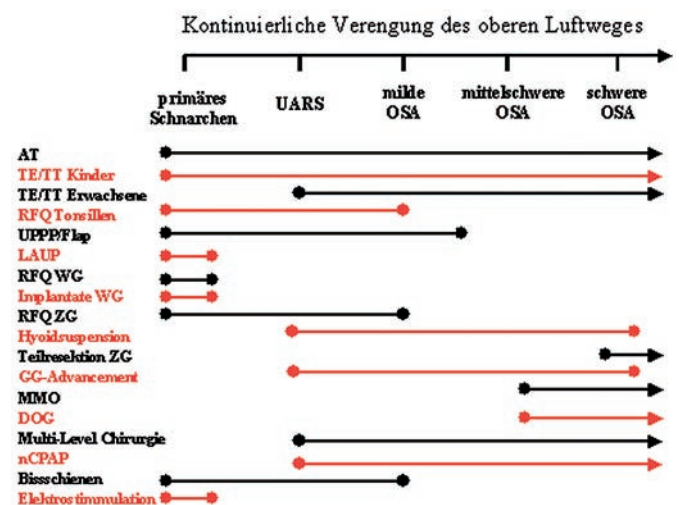 Kontinuierliche Verengung des oberen Luftweges
primäres
Schnarchen
UARS
milde
OSA
mittelschwere
OSA
schwere
OSA
AT
TE/TT Kinder
TE/TT Erwachsene
RFQ Tonsillen
UPPP/Flap
LAUP
RFQ WG
Implantate WG
RFQ ZG
Hyoidsuspension
Teilresektion ZG
GG-Advancement
MMO
DOG
Multi-Level Chirurgie
nCPAP
Bissschienen
Elektrostimulation